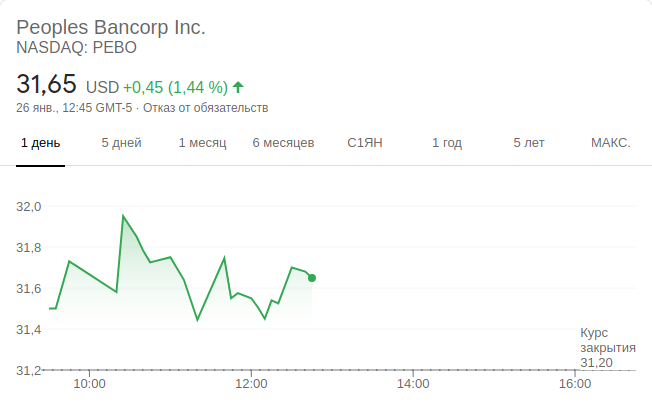 Peoples Bancorp Inc.
NASDAQ: PEBO
31,65 USD +0,45 (1,44 %)
26 янв., 12:45 GMT-5 · Отказ от обязательств
1 день 5 дней 1 месяц 6 месяцев С1ЯН 1 год 5 лет МАКС.
32,0
31,8
31,6
31,4
31,2
Курс
закрытия
31,20
10:00 12:00 14:00 16:00